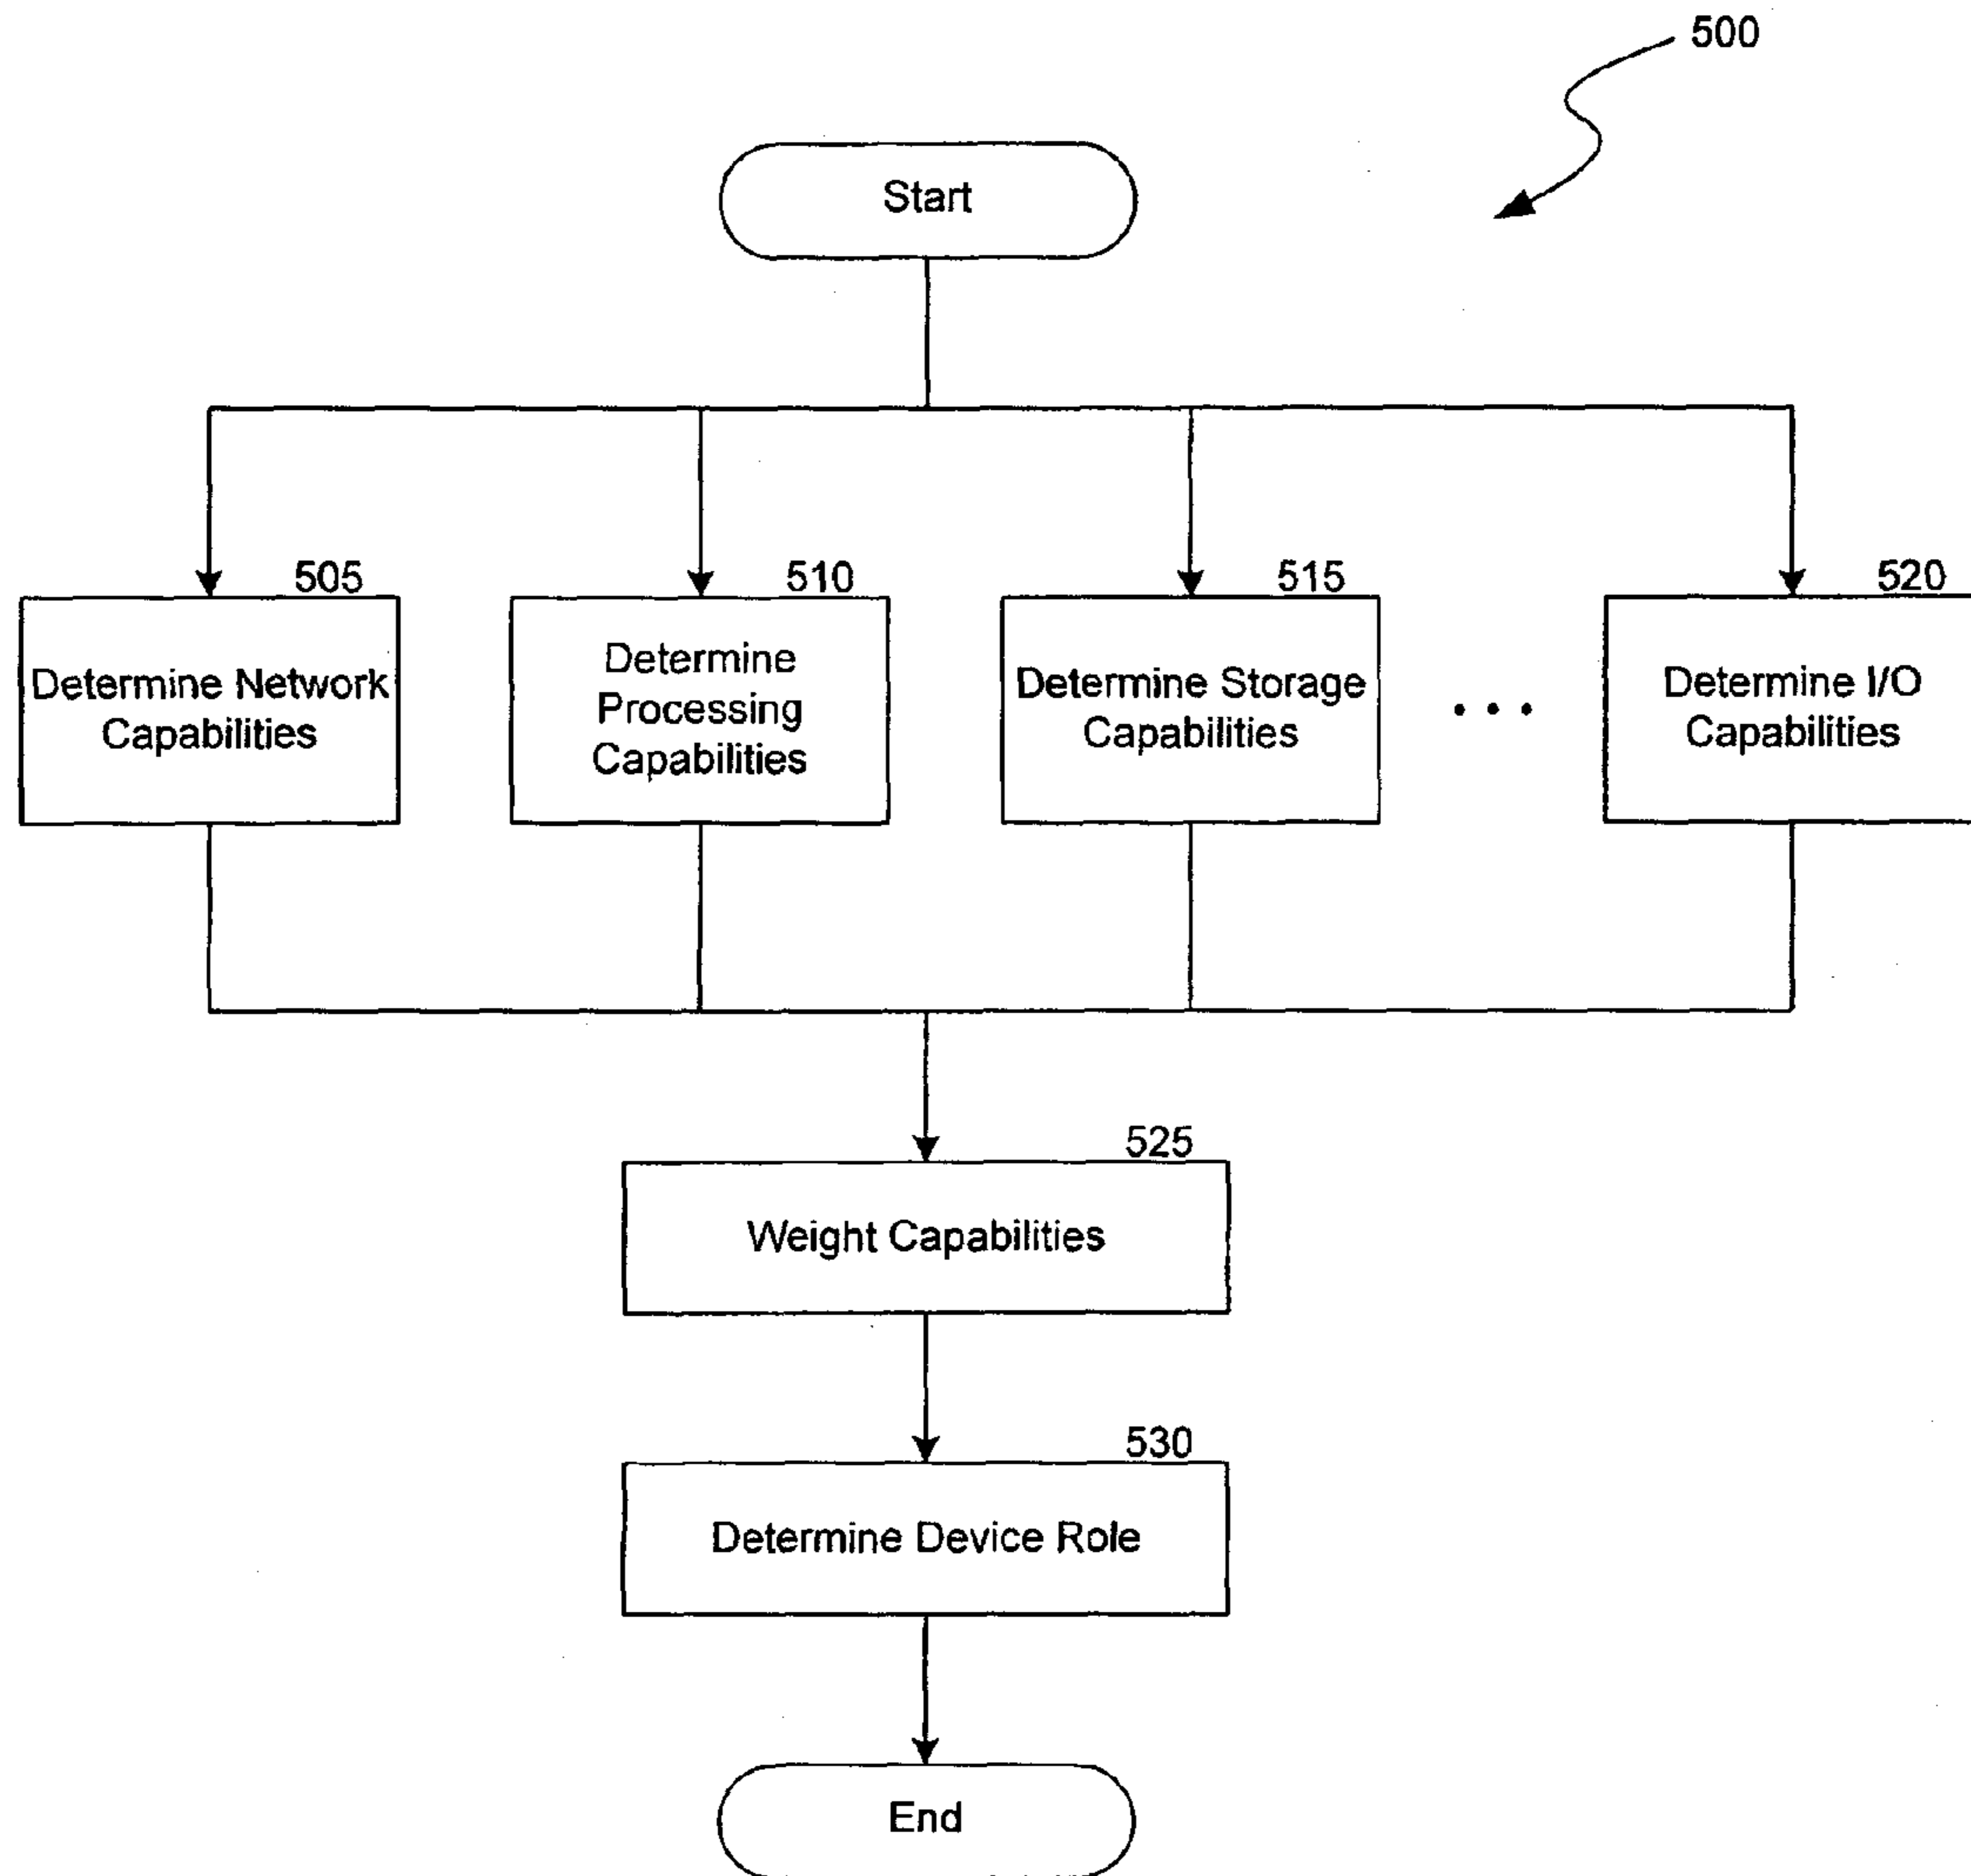 500
Start
505
510
515
520
Determine Network
Capabilities
Determine
Processing
Capabilities
Determine Storage
Capabilities
• • •
Determine I/O
Capabilities
525
Weight Capabilities
530
Determine Device Role
End